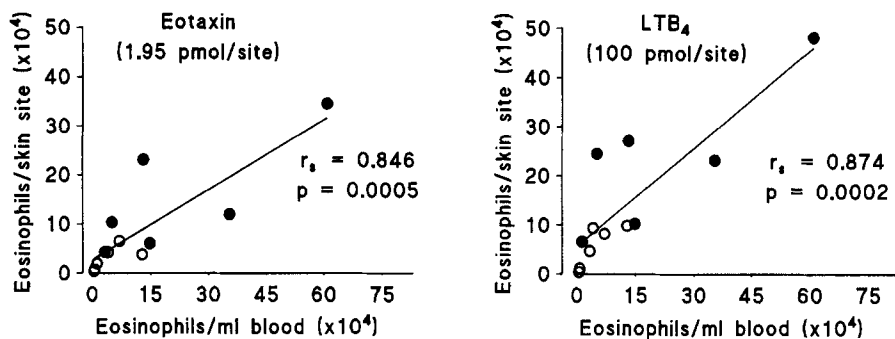 Eotaxin
(1.95 pmol/site)
Eosinophils/skin site (x10⁴)
50
40
30
20
10
0
rₛ = 0.846
p = 0.0005
0 15 30 45 60 75
Eosinophils/ml blood (x10⁴)
LTB₄
(100 pmol/site)
Eosinophils/skin site (x10⁴)
50
40
30
20
10
0
rₛ = 0.874
p = 0.0002
0 15 30 45 60 75
Eosinophils/ml blood (x10⁴)